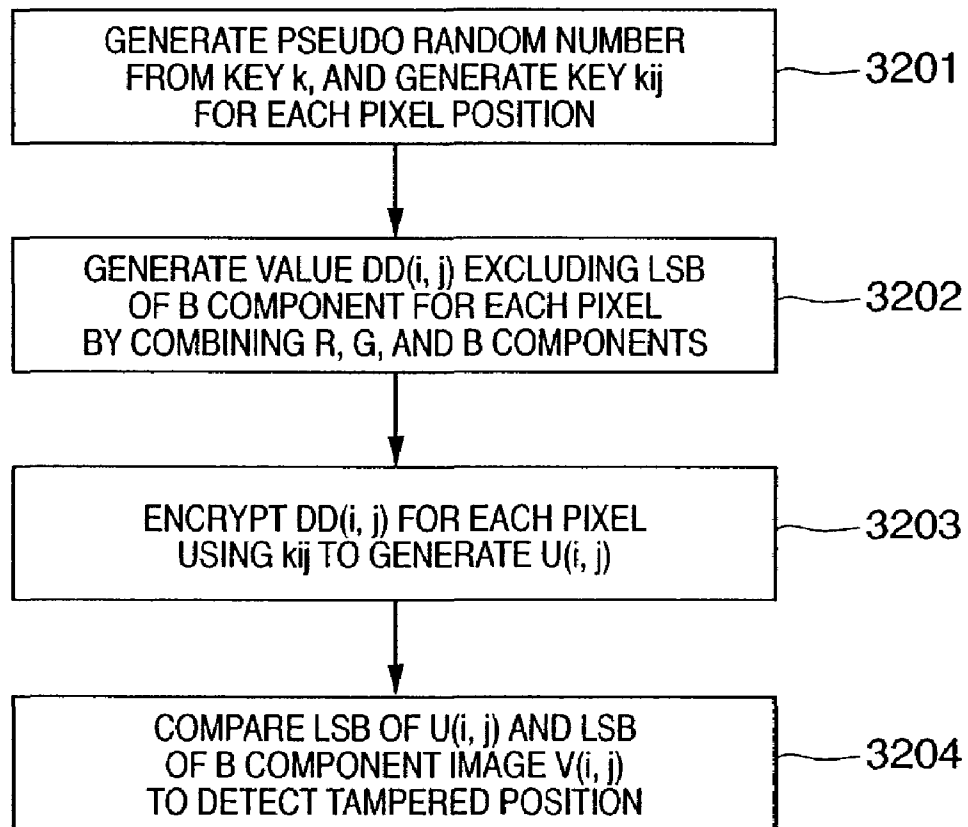 GENERATE PSEUDO RANDOM NUMBER
FROM KEY k, AND GENERATE KEY kij
FOR EACH PIXEL POSITION
3201
GENERATE VALUE DD(i, j) EXCLUDING LSB
OF B COMPONENT FOR EACH PIXEL
BY COMBINING R, G, AND B COMPONENTS
3202
ENCRYPT DD(i, j) FOR EACH PIXEL
USING kij TO GENERATE U(i, j)
3203
COMPARE LSB OF U(i, j) AND LSB
OF B COMPONENT IMAGE V(i, j)
TO DETECT TAMPERED POSITION
3204